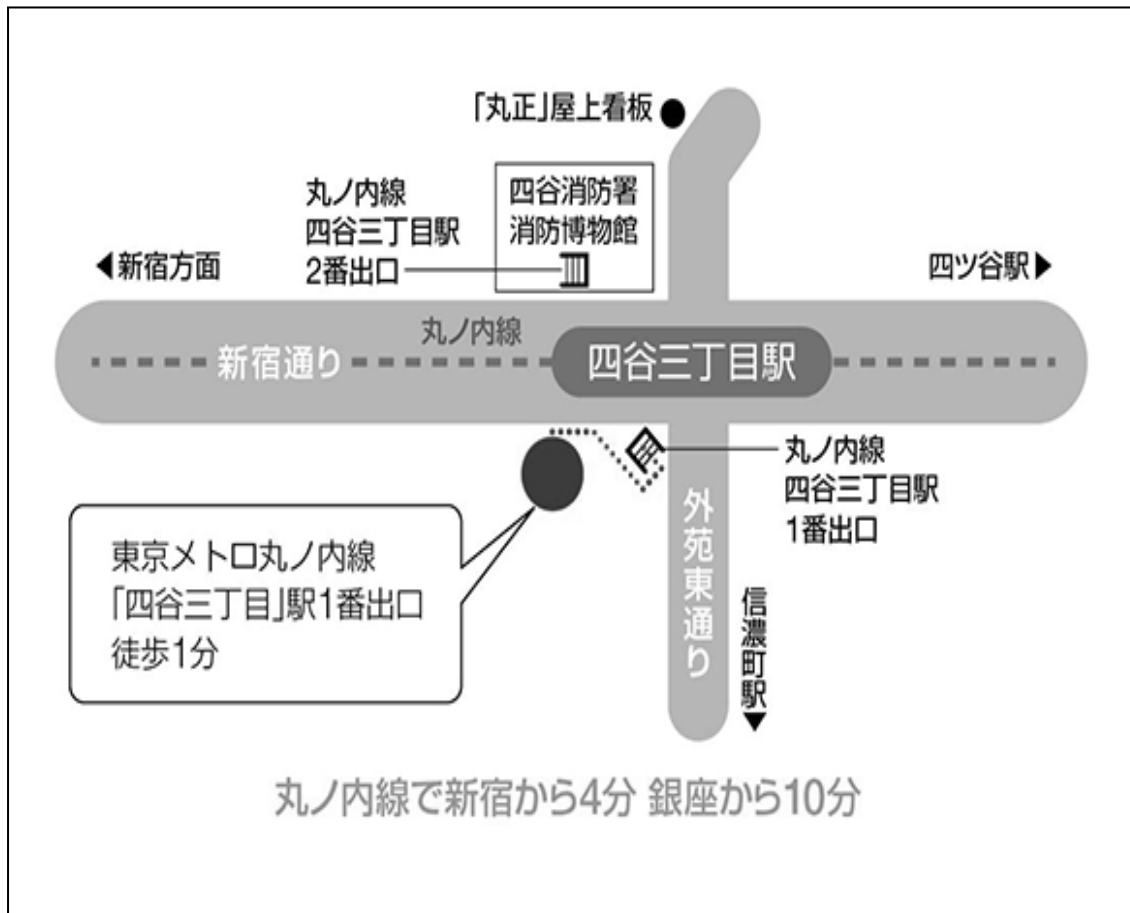 「丸正」屋上看板
丸ノ内線
四谷三丁目駅
2番出口
四谷消防署
消防博物館
◀新宿方面
四ツ谷駅▶
丸ノ内線
新宿通り
四谷三丁目駅
丸ノ内線
四谷三丁目駅
1番出口
外苑東通り
信濃町駅▼
東京メトロ丸ノ内線
「四谷三丁目」駅1番出口
徒歩1分
丸ノ内線で新宿から4分 銀座から10分